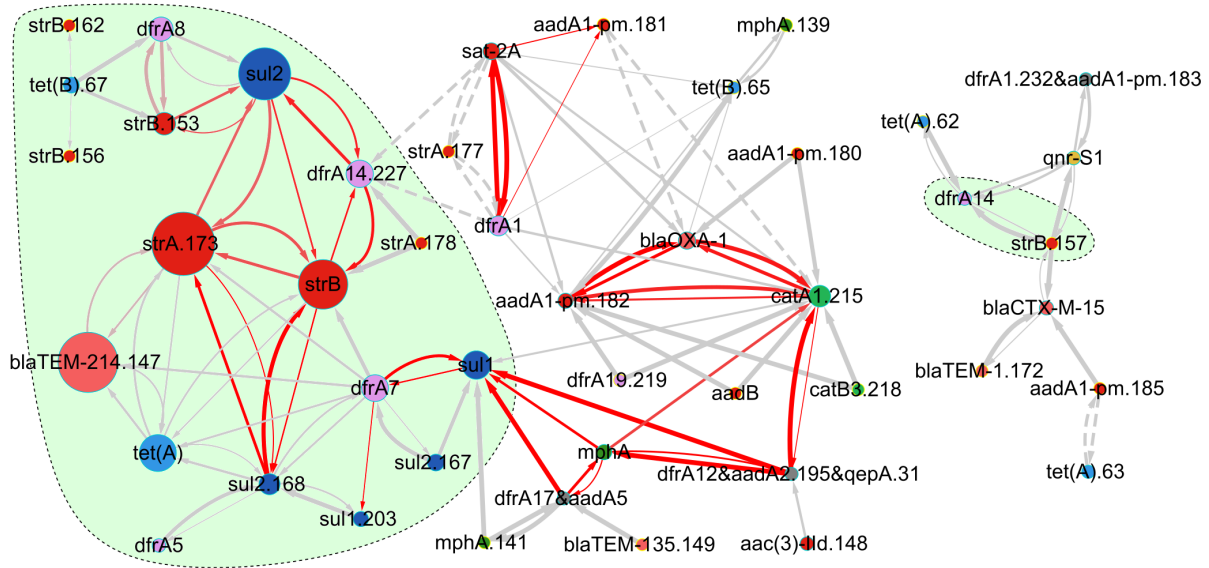 strB.162
dfrA8
aadA1-pm.181
mphA.139
sat-2A
sul2
tet(B).67
tet(B).65
dfrA1.232&aadA1-pm.183
strB.153
tet(A).62
strB.156
strA.177
aadA1-pm.180
qnr-S1
dfrA14.227
dfrA14
dfrA1
strA.173
strA.178
blaOXA-1
strB.157
strB
aadA1-pm.182
catA1.215
blaCTX-M-15
blaTEM-214.147
sul1
dfrA7
dfrA19.219
aadB
catB3.218
blaTEM-1.172
aadA1-pm.185
tet(A)
sul2.167
mphA
dfrA12&aadA2.195&qepA.31
tet(A).63
sul2.168
dfrA17&aadA5
sul1.203
dfrA5
mphA.141
blaTEM-135.149
aac(3)-IId.148